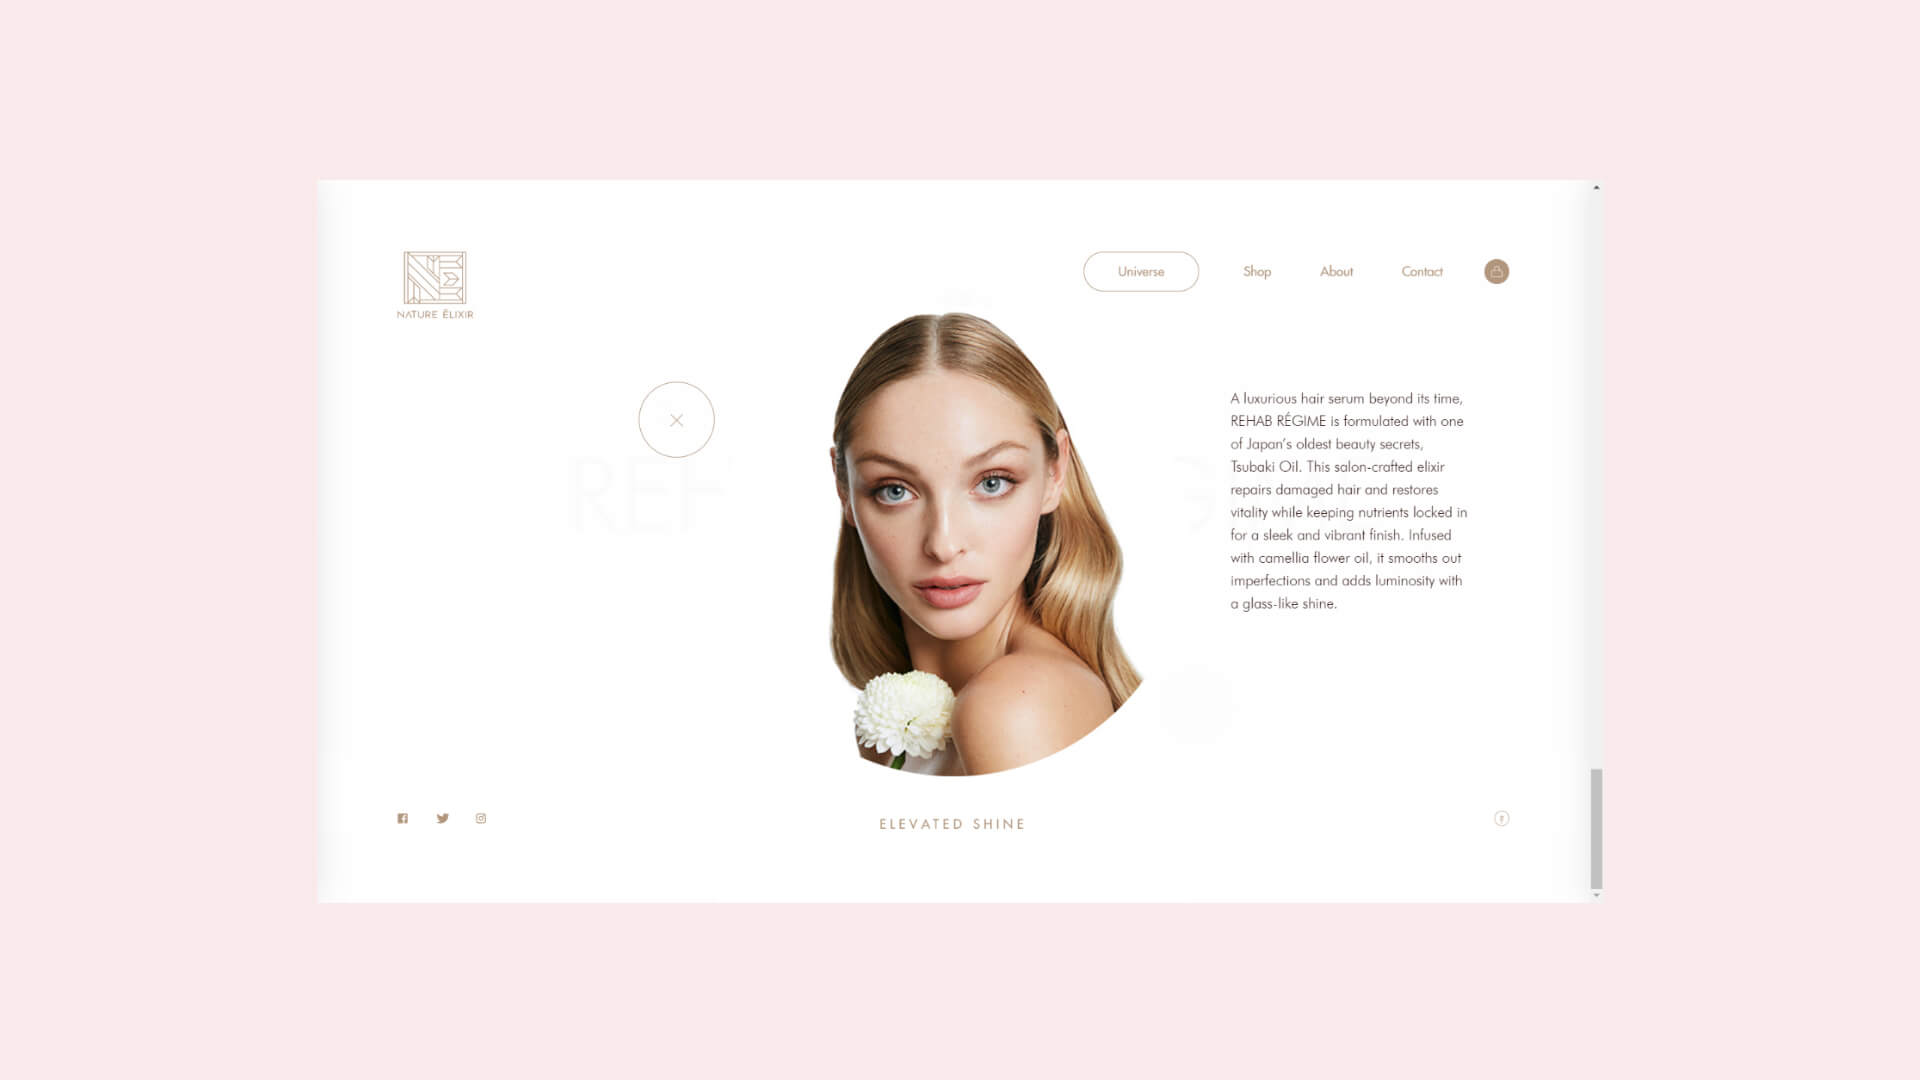 NATURE ÉLIXIR
Universe
Shop
About
Contact
A luxurious hair serum beyond its time,
REHAB RÉGIME is formulated with one
of Japan’s oldest beauty secrets,
Tsubaki Oil. This salon-crafted elixir
repairs damaged hair and restores
vitality while keeping nutrients locked in
for a sleek and vibrant finish. Infused
with camellia flower oil, it smooths out
imperfections and adds luminosity with
a glass-like shine.
ELEVATED SHINE